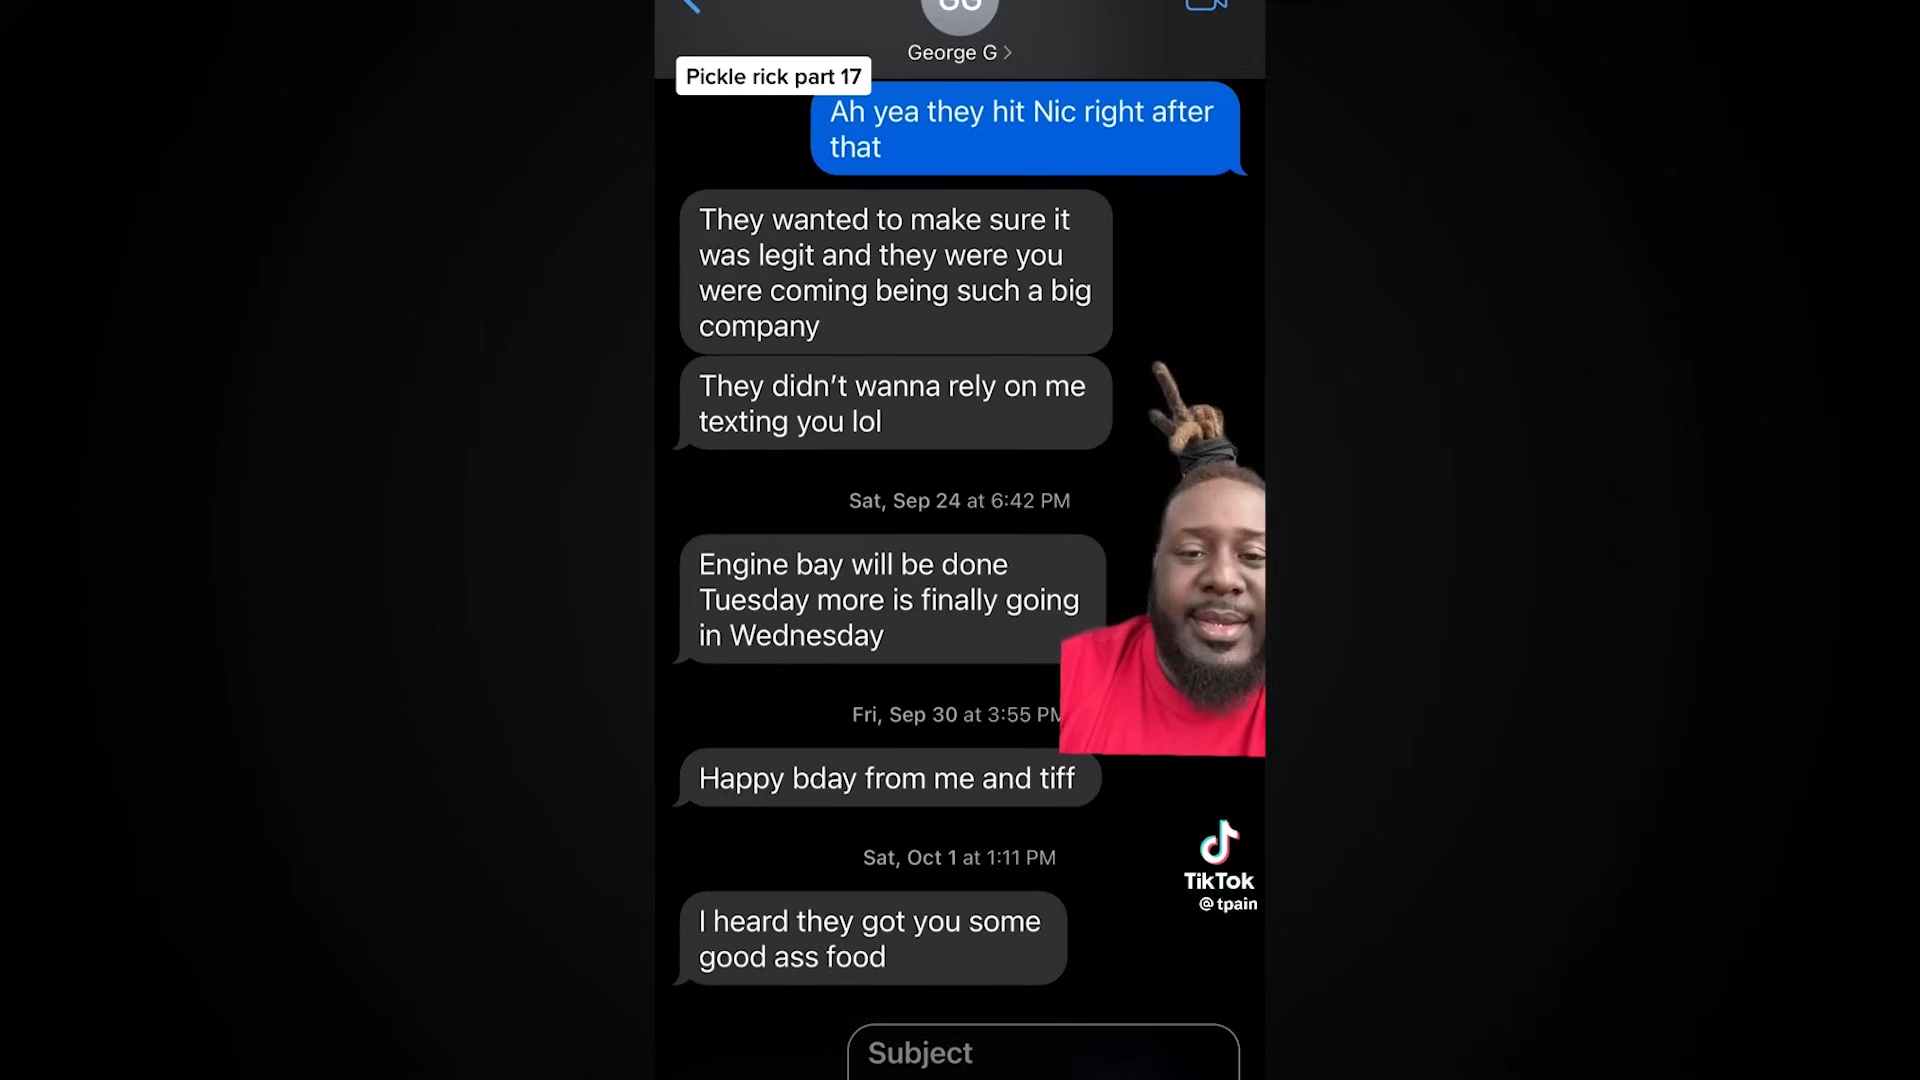 GG
George G
Pickle rick part 17
Ah yea they hit Nic right after
that
They wanted to make sure it
was legit and they were you
were coming being such a big
company
They didn’t wanna rely on me
texting you lol
Sat, Sep 24 at 6:42 PM
Engine bay will be done
Tuesday more is finally going
in Wednesday
Fri, Sep 30 at 3:55 PM
Happy bday from me and tiff
Sat, Oct 1 at 1:11 PM
I heard they got you some
good ass food
TikTok
@tpain
Subject